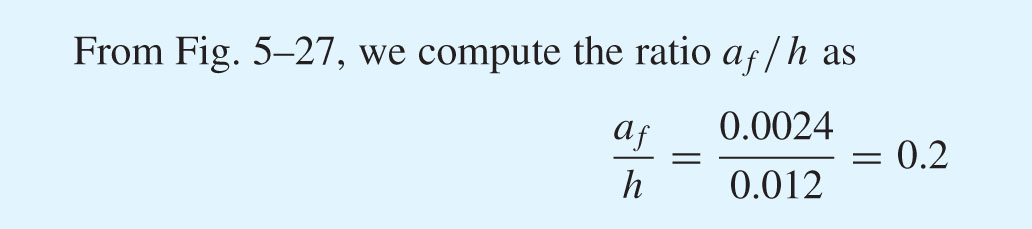 From Fig. 5–27, we compute the ratio a_f/h as
a_f/h = 0.0024/0.012 = 0.2